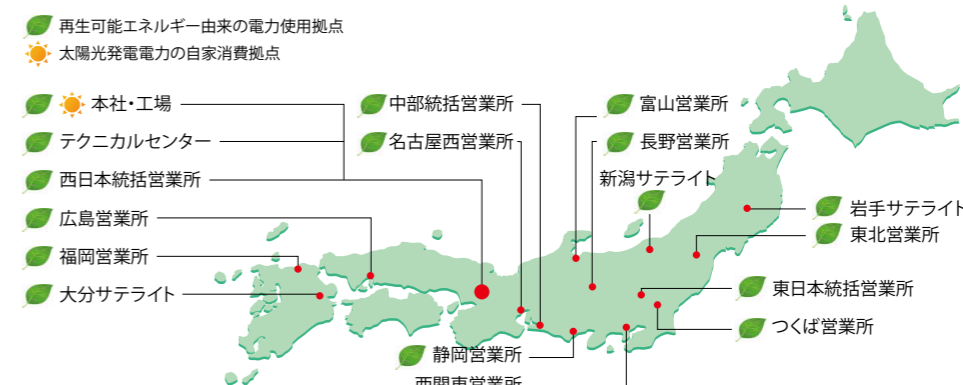 再生可能エネルギー由来の電力使用拠点
太陽光発電電力の自家消費拠点
本社・工場
テクニカルセンター
西日本統括営業所
広島営業所
福岡営業所
大分サテライト
中部統括営業所
名古屋西営業所
富山営業所
長野営業所
新潟サテライト
岩手サテライト
東北営業所
東日本統括営業所
つくば営業所
静岡営業所
西関東営業所